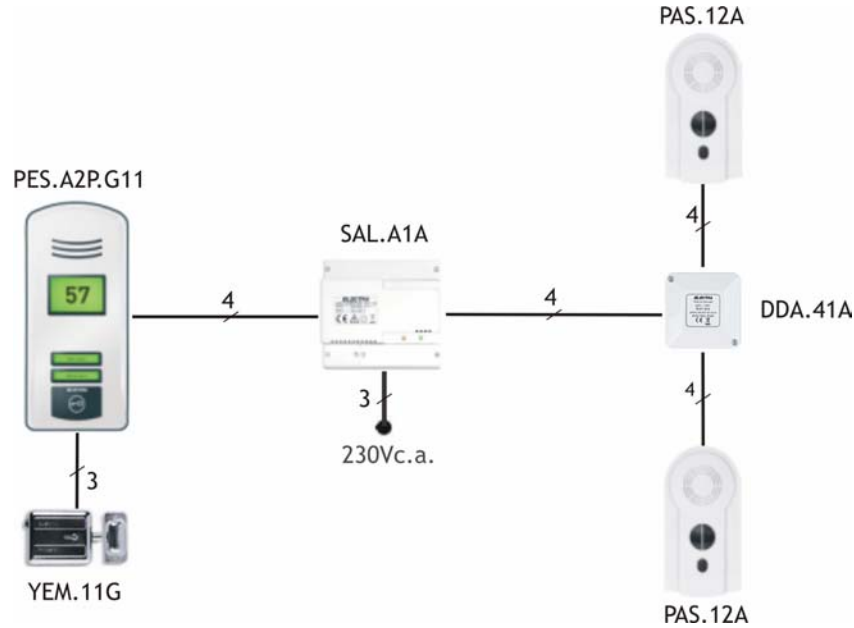 PAS.12A
PES.A2P.G11
4
SAL.A1A
57
4
4
DDA.41A
4
3
230Vc.a.
3
YEM.11G
PAS.12A